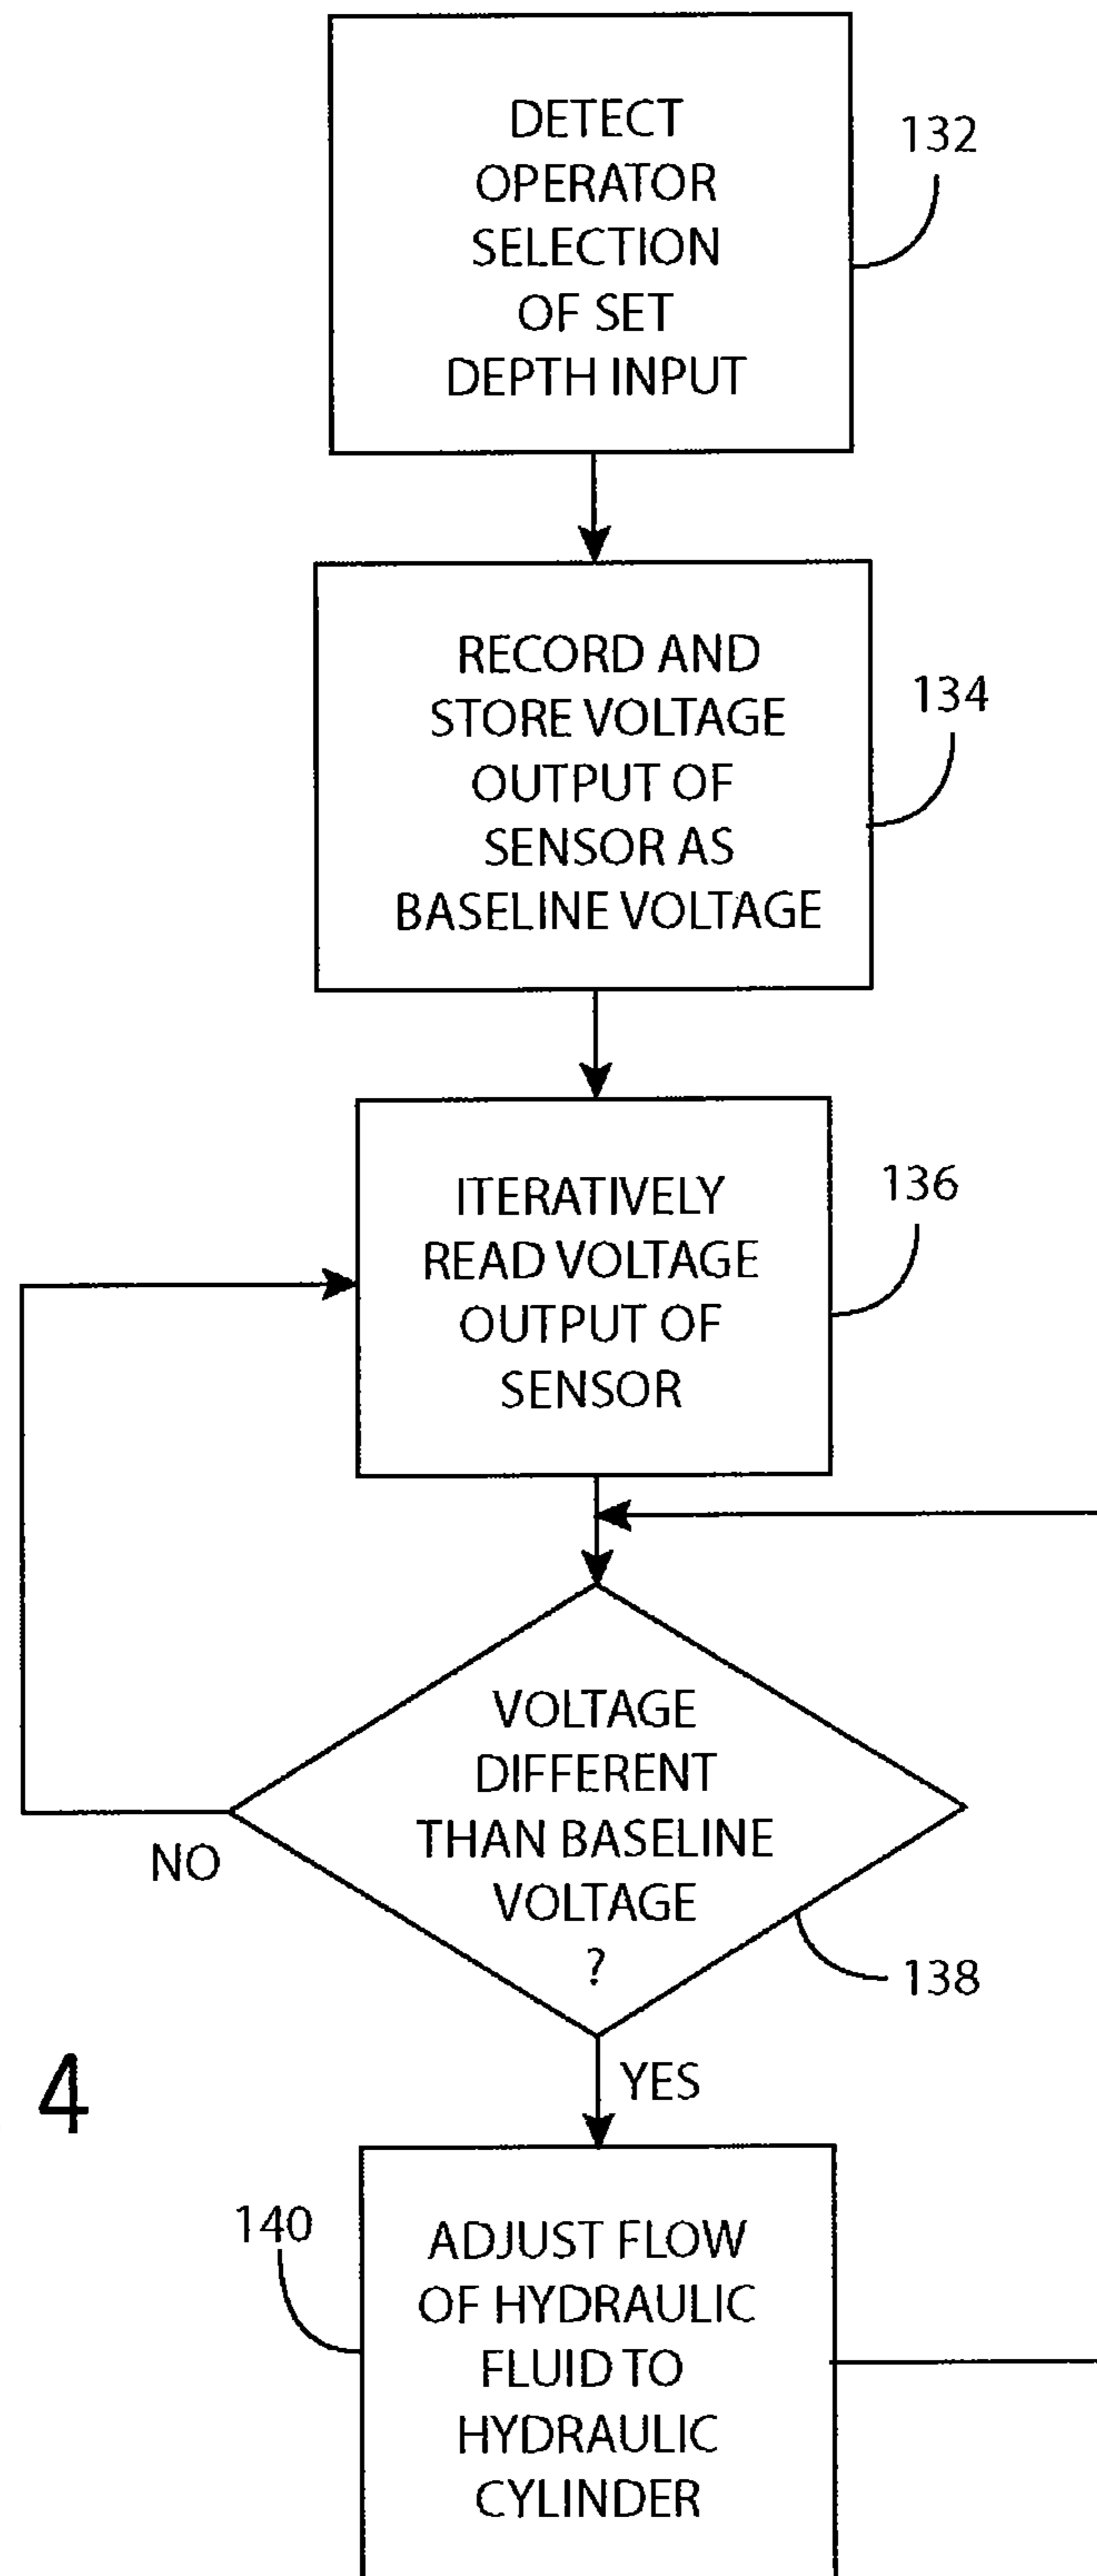 DETECT
OPERATOR
SELECTION
OF SET
DEPTH INPUT
132
RECORD AND
STORE VOLTAGE
OUTPUT OF
SENSOR AS
BASELINE VOLTAGE
134
ITERATIVELY
READ VOLTAGE
OUTPUT OF
SENSOR
136
VOLTAGE
DIFFERENT
THAN BASELINE
VOLTAGE
?
NO
138
YES
4
140
ADJUST FLOW
OF HYDRAULIC
FLUID TO
HYDRAULIC
CYLINDER